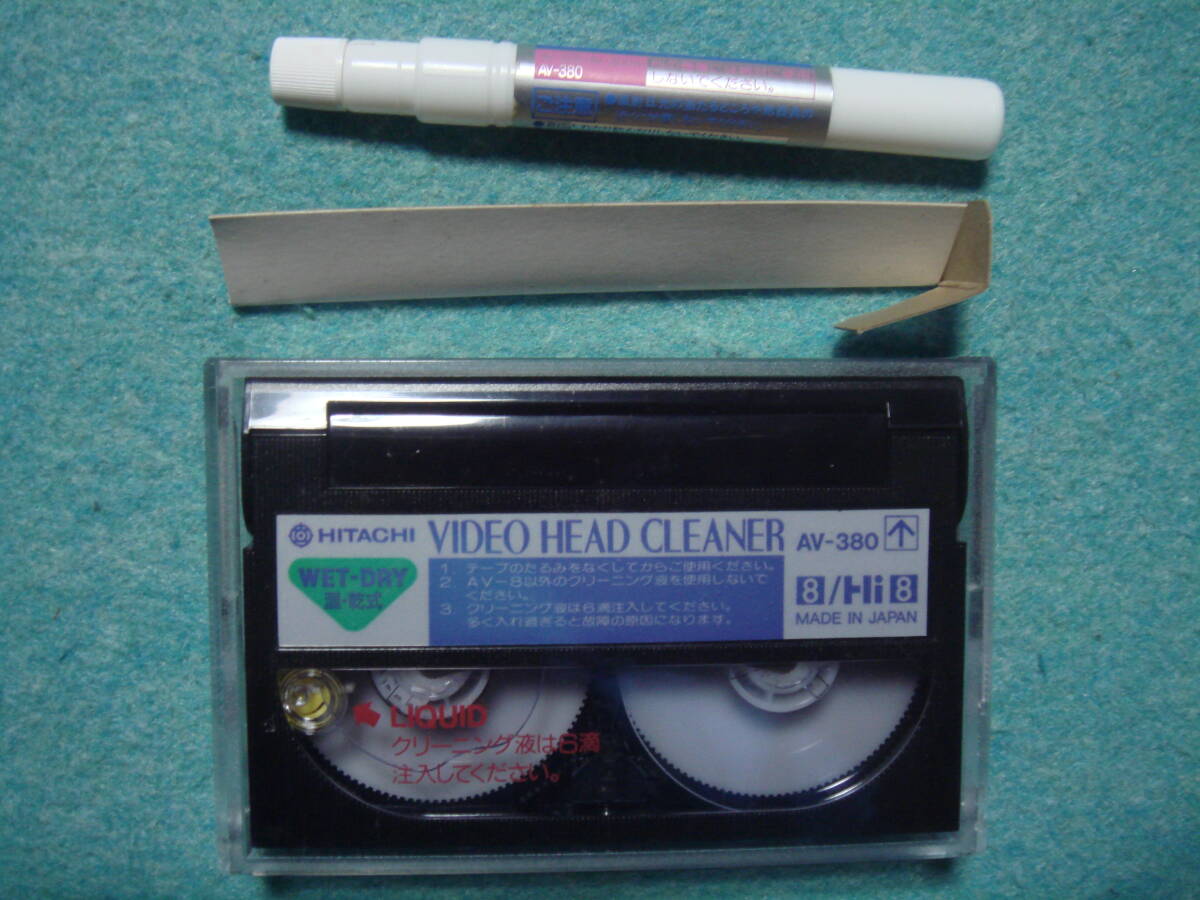 AV-380
しないでください。
ご注意
HITACHI
VIDEO HEAD CLEANER
AV-380
WET-DRY
湿・乾式
1. テープのたるみをなくしてからご使用ください。
2. AV-8以外のクリーニング液を使用しないで
ください。
3. クリーニング液は6滴注入してください。
多く入れ過ぎると故障の原因になります。
8/Hi8
MADE IN JAPAN
LIQUID
クリーニング液は6滴
注入してください。